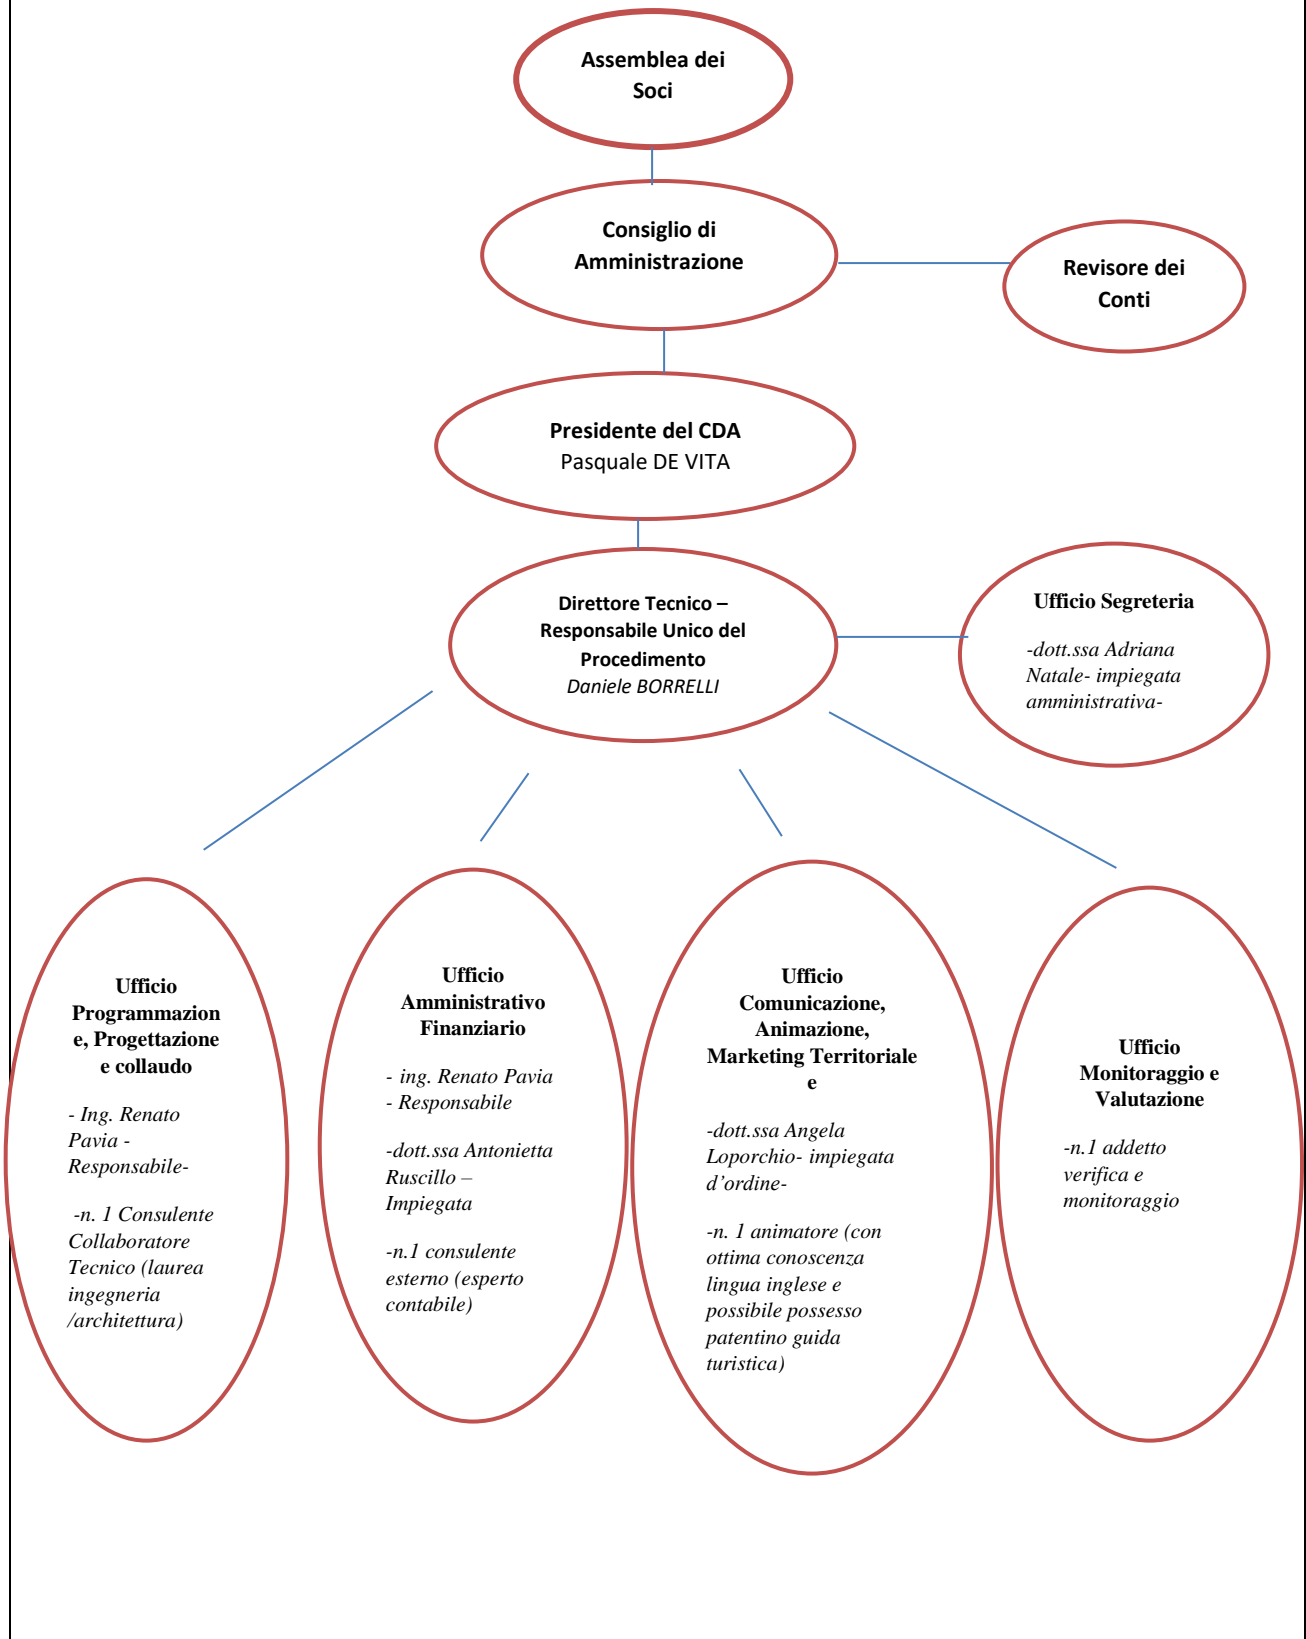 Assemblea dei
Soci
Consiglio di
Amministrazione
Revisore dei
Conti
Presidente del CDA
Pasquale DE VITA
Direttore Tecnico –
Responsabile Unico del
Procedimento
Daniele BORRELLI
Ufficio Segreteria
-dott.ssa Adriana
Natale- impiegata
amministrativa-
Ufficio
Programmazion
e, Progettazione
e collaudo
- Ing. Renato
Pavia -
Responsabile-
-n. 1 Consulente
Collaboratore
Tecnico (laurea
ingegneria
/architettura)
Ufficio
Amministrativo
Finanziario
- ing. Renato Pavia
- Responsabile
-dott.ssa Antonietta
Ruscillo –
Impiegata
-n.1 consulente
esterno (esperto
contabile)
Ufficio
Comunicazione,
Animazione,
Marketing Territoriale
e
-dott.ssa Angela
Loporchio- impiegata
d’ordine-
-n. 1 animatore (con
ottima conoscenza
lingua inglese e
possibile possesso
patentino guida
turistica)
Ufficio
Monitoraggio e
Valutazione
-n.1 addetto
verifica e
monitoraggio